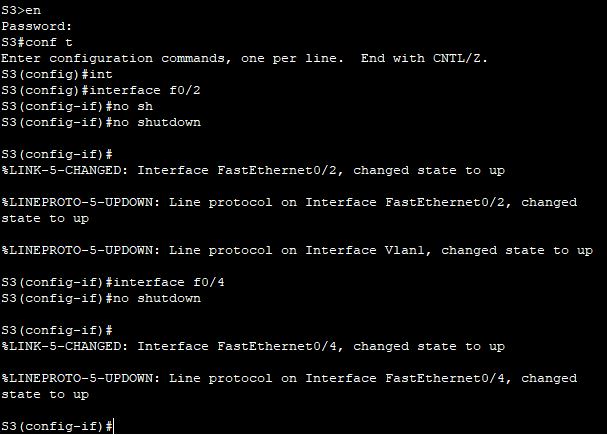 S3>en
Password:
S3#conf t
Enter configuration commands, one per line.  End with CNTL/Z.
S3(config)#int
S3(config)#interface f0/2
S3(config-if)#no sh
S3(config-if)#no shutdown
S3(config-if)#
%LINK-5-CHANGED: Interface FastEthernet0/2, changed state to up
%LINEPROTO-5-UPDOWN: Line protocol on Interface FastEthernet0/2, changed
state to up
%LINEPROTO-5-UPDOWN: Line protocol on Interface Vlan1, changed state to up
S3(config-if)#interface f0/4
S3(config-if)#no shutdown
S3(config-if)#
%LINK-5-CHANGED: Interface FastEthernet0/4, changed state to up
%LINEPROTO-5-UPDOWN: Line protocol on Interface FastEthernet0/4, changed
state to up
S3(config-if)#